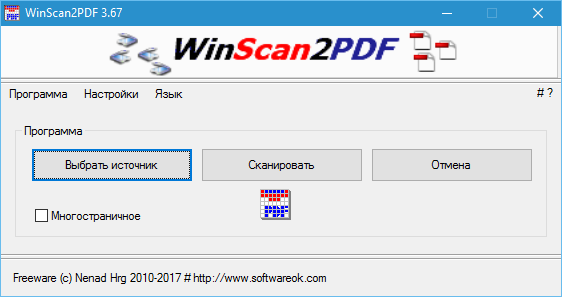 WinScan2PDF 3.67
WinScan2PDF
Программа Настройки Язык # ?
Программа
Выбрать источник Сканировать Отмена
Многостраничное
PDF
Freeware (c) Nenad Hrg 2010-2017 # http://www.softwareok.com